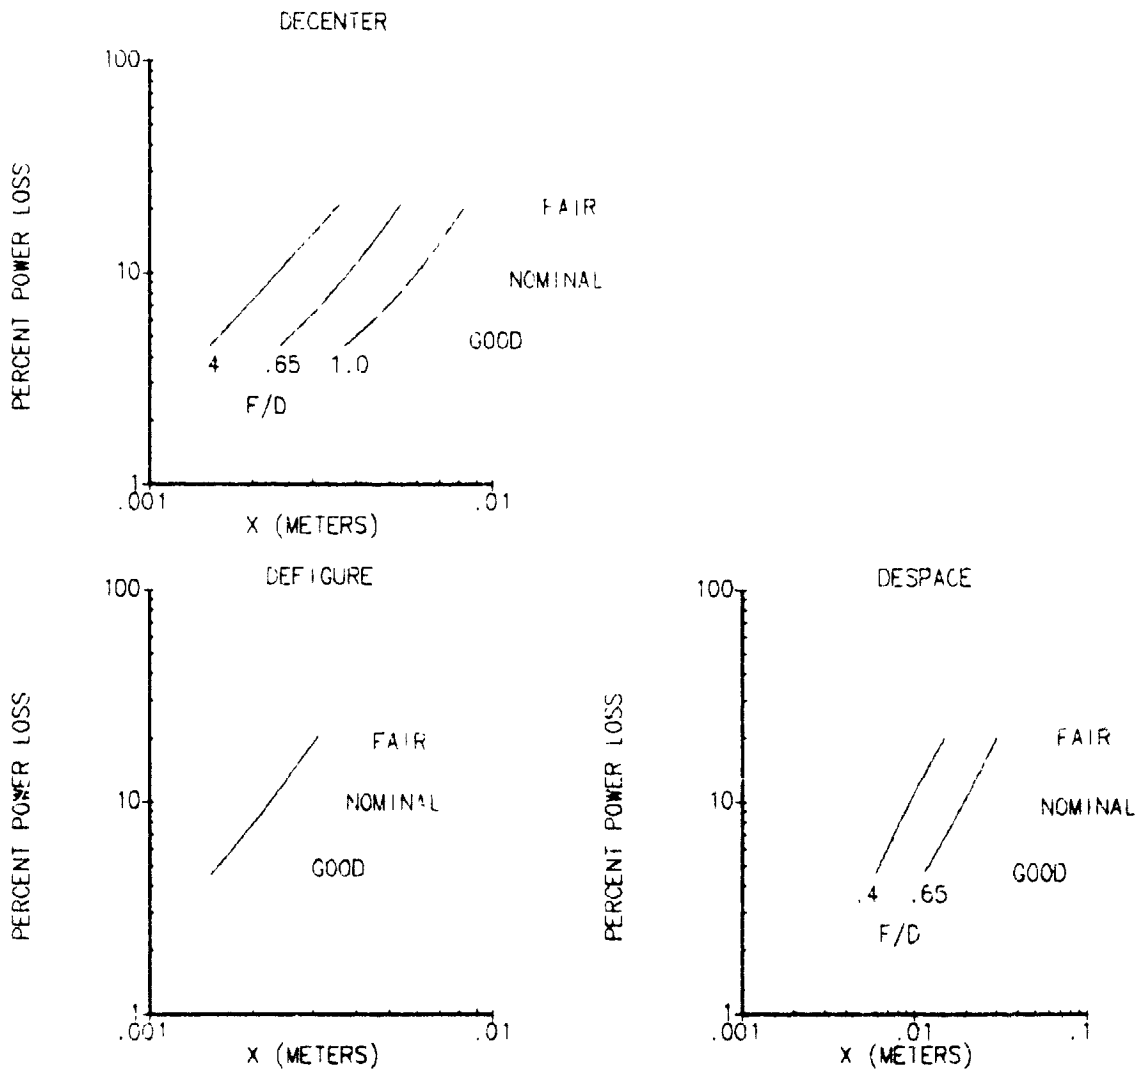 DECENTER
100
10
1
PERCENT POWER LOSS
FAIR
NOMINAL
GOOD
4 .65 1.0
F/D
.001 .01
X (METERS)
DEFIGURE
100
10
1
PERCENT POWER LOSS
FAIR
NOMINAL
GOOD
.001 .01
X (METERS)
DESPACE
100
10
1
PERCENT POWER LOSS
FAIR
NOMINAL
GOOD
.4 .65
F/D
.001 .01 .1
X (METERS)